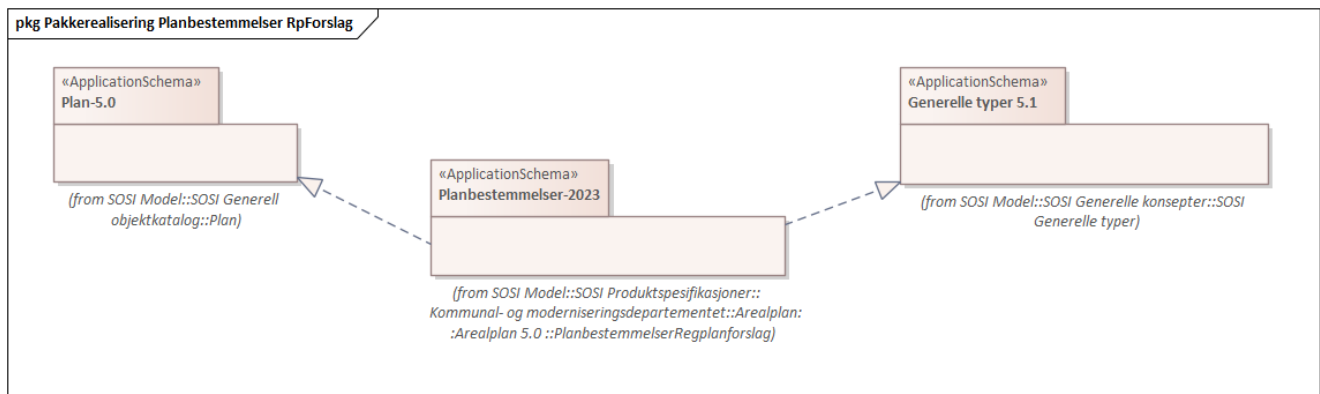 pkg Pakkerealisering Planbestemmelser RpForslag
«ApplicationSchema»
Plan-5.0
(from SOSI Model::SOSI Generell
objektkatalog::Plan)
«ApplicationSchema»
Planbestemmelser-2023
(from SOSI Model::SOSI Produktspesifikasjoner::
Kommunal- og moderniseringsdepartementet::Arealplan:
:Arealplan 5.0 ::PlanbestemmelserRegplanforslag)
«ApplicationSchema»
Generelle typer 5.1
(from SOSI Model::SOSI Generelle konsepter::SOSI
Generelle typer)